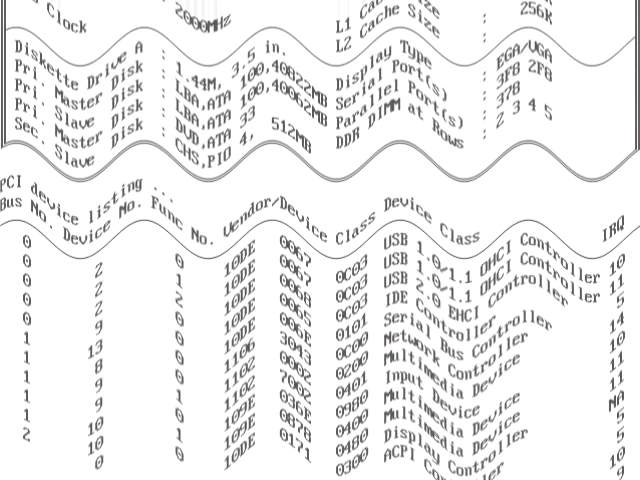 Clock 2000MHz
L2 Cache Size : 256K
Diskette Drive A : 1.44M, 3.5 in. Display Type : EGA/VGA
Pri. Master Disk : LBA,ATA 100,40822MB Serial Port(s) : 3F8 2F8
Pri. Slave Disk : LBA,ATA 100,40062MB Parallel Port(s) : 378
Pri. Master Disk : DVD,ATA 33 DDR DIMM at Rows : 2 3 4 5
Sec. Slave Disk : CHS,PIO 4, 512MB
PCI device listing ...
Bus No. Device No. Func No. Vendor/Device Class Device Class IRQ
0 2 0 10DE 0067 0C03 USB 1.0/1.1 OHCI Controller 10
0 2 1 10DE 0067 0C03 USB 1.0/1.1 OHCI Controller 11
0 2 2 10DE 0068 0C03 USB 2.0 EHCI Controller 5
0 9 0 10DE 0065 0101 IDE Controller 14
0 13 0 10DE 006E 0C00 Serial Bus Controller 11
1 8 0 1106 3043 0200 Network Controller 10
1 9 0 1102 0002 0401 Multimedia Device 11
1 9 1 1102 7002 0980 Input Device NA
1 10 0 109E 036E 0400 Multimedia Device 5
1 10 1 109E 0878 0480 Multimedia Device 5
2 0 0 10DE 0171 0300 Display Controller 10
ACPI 9